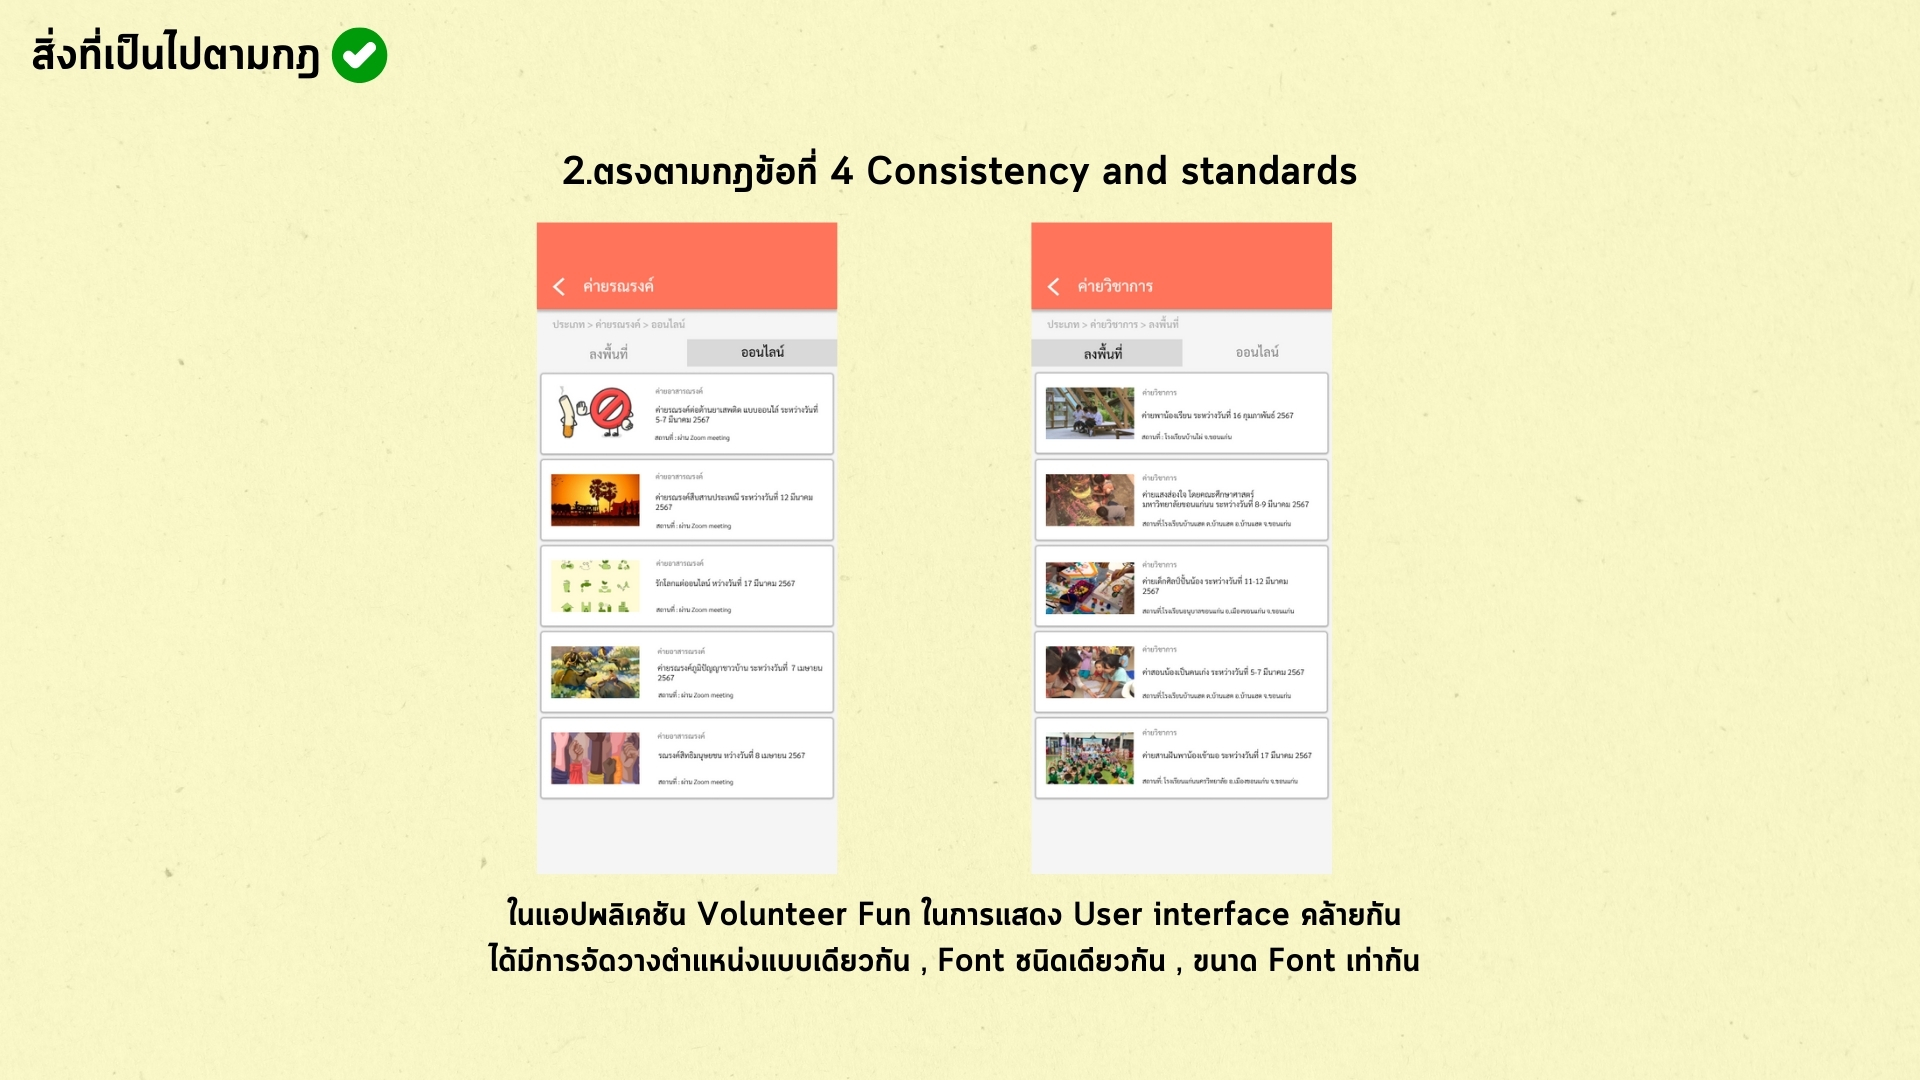 สิ่งที่เป็นไปตามกฎ
2.ตรงตามกฎข้อที่ 4 Consistency and standards
ค่ายรณรงค์
ประเภท > ค่ายรณรงค์ > ออนไลน์
ลงพื้นที่
ออนไลน์
ค่ายอาสารณรงค์
ค่ายรณรงค์ต่อต้านยาเสพติด แบบออนไล์ ระหว่างวันที่
5-7 มีนาคม 2567
สถานที่ : ผ่าน Zoom meeting
ค่ายอาสารณรงค์
ค่ายรณรงค์สืบสานประเพณี ระหว่างวันที่ 12 มีนาคม
2567
สถานที่ : ผ่าน Zoom meeting
ค่ายอาสารณรงค์
รักโลกแต่ออนไลน์ หว่างวันที่ 17 มีนาคม 2567
สถานที่ : ผ่าน Zoom meeting
ค่ายอาสารณรงค์
ค่ายรณรงค์ภูมิปัญญาชาวบ้าน ระหว่างวันที่ 7 เมษายน
2567
สถานที่ : ผ่าน Zoom meeting
ค่ายอาสารณรงค์
รณรงค์สิทธิมนุษยชน หว่างวันที่ 8 เมษายน 2567
สถานที่ : ผ่าน Zoom meeting
ค่ายวิชาการ
ประเภท > ค่ายวิชาการ > ลงพื้นที่
ลงพื้นที่
ออนไลน์
ค่ายวิชาการ
ค่ายพาน้องเรียน ระหว่างวันที่ 16 กุมภาพันธ์ 2567
สถานที่ : โรงเรียนบ้านไผ่ จ.ขอนแก่น
ค่ายวิชาการ
ค่ายแสงส่องใจ โดยคณะศึกษาศาสตร์
มหาวิทยาลัยขอนแก่นน ระหว่างวันที่ 8-9 มีนาคม 2567
สถานที่:โรงเรียนบ้านแฮด ต.บ้านแฮด อ.บ้านแฮด จ.ขอนแก่น
ค่ายวิชาการ
ค่ายเด็กศิลป์ปั้นน้อง ระหว่างวันที่ 11-12 มีนาคม
2567
สถานที่:โรงเรียนอนุบาลขอนแก่น อ.เมืองขอนแก่น จ.ขอนแก่น
ค่ายวิชาการ
ค่าสอนน้องเป็นคนเก่ง ระหว่างวันที่ 5-7 มีนาคม 2567
สถานที่:โรงเรียนบ้านแฮด ต.บ้านแฮด อ.บ้านแฮด จ.ขอนแก่น
ค่ายวิชาการ
ค่ายสานฝันพาน้องเข้ามอ ระหว่างวันที่ 17 มีนาคม 2567
สถานที่: โรงเรียนแก่นนครวิทยาลัย อ.เมืองขอนแก่น จ.ขอนแก่น
ในแอปพลิเคชัน Volunteer Fun ในการแสดง User interface คล้ายกัน
ได้มีการจัดวางตำแหน่งแบบเดียวกัน , Font ชนิดเดียวกัน , ขนาด Font เท่ากัน